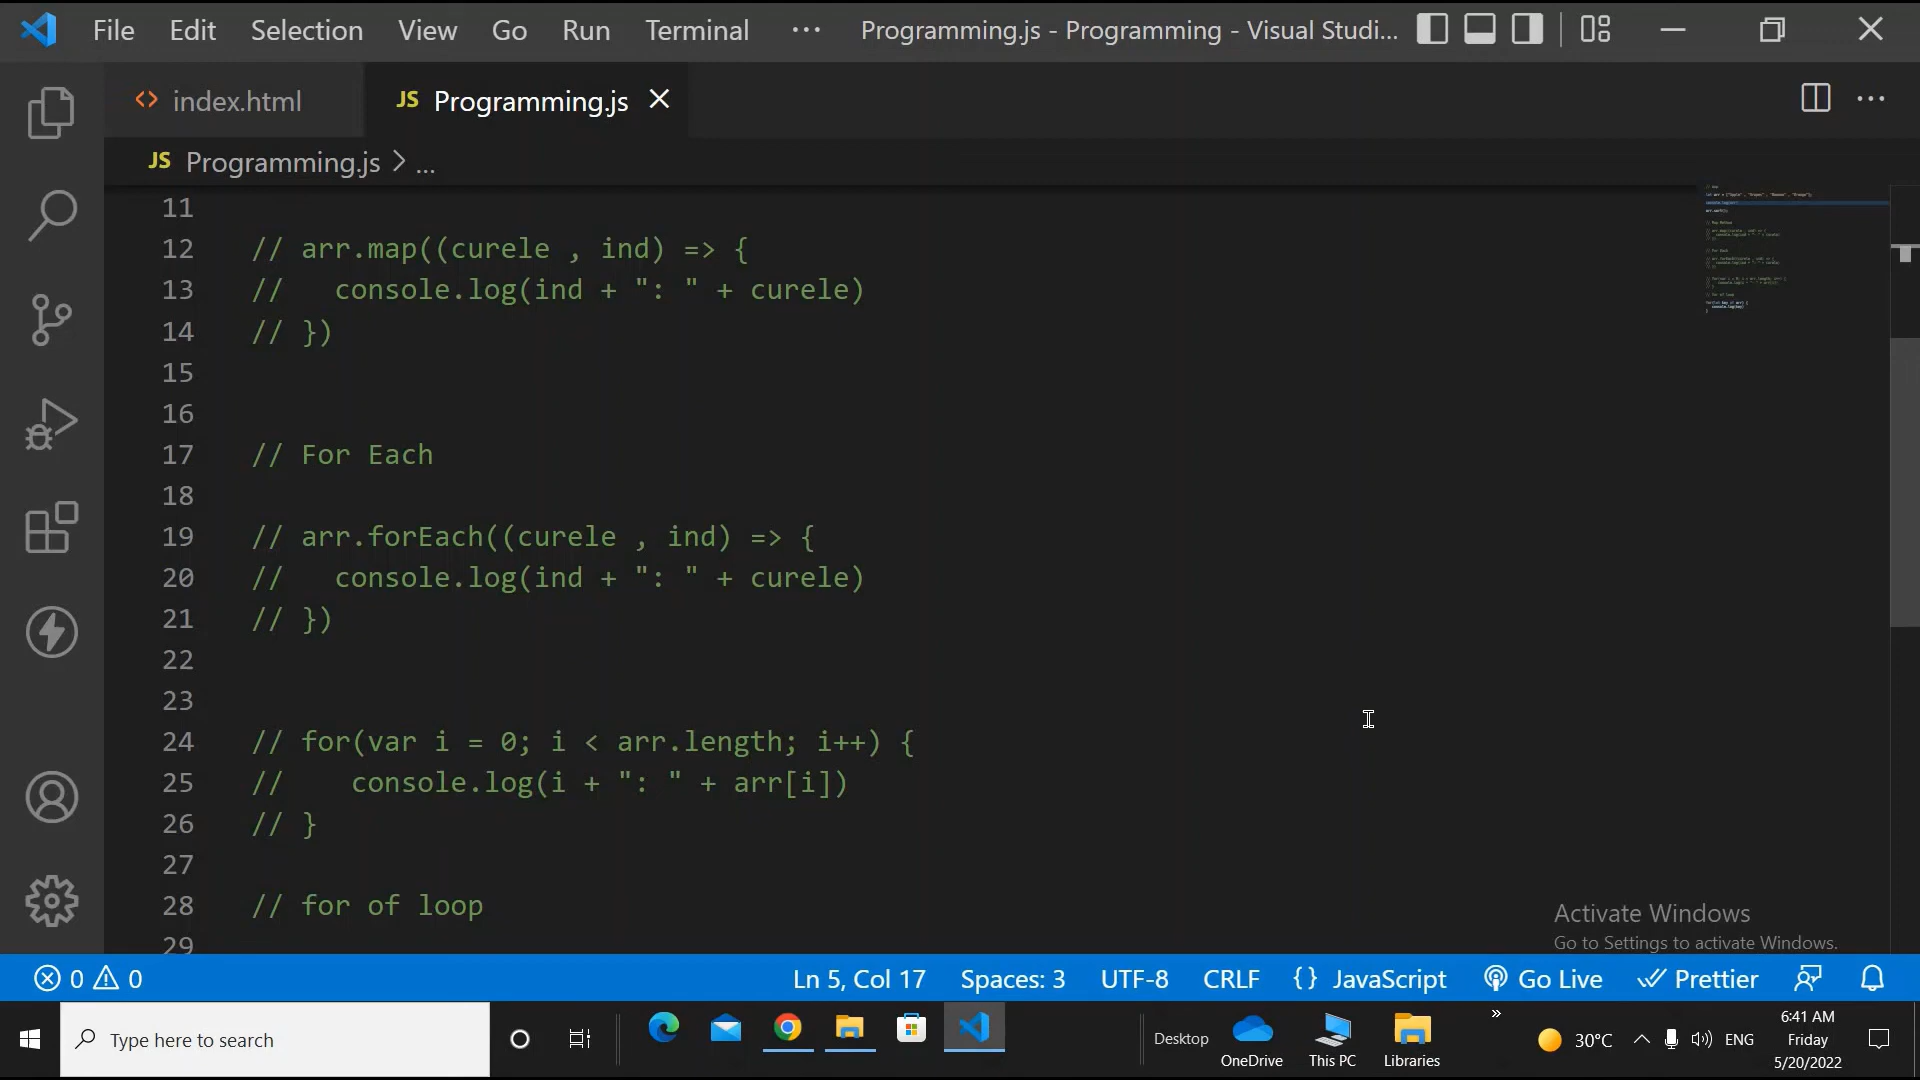 File Edit Selection View Go Run Terminal ··· Programming.js - Programming - Visual Studi...
index.html JS Programming.js
JS Programming.js > ...
11
12 // arr.map((curele , ind) => {
13 //   console.log(ind + ": " + curele)
14 // })
15
16
17 // For Each
18
19 // arr.forEach((curele , ind) => {
20 //   console.log(ind + ": " + curele)
21 // })
22
23
24 // for(var i = 0; i < arr.length; i++) {
25 //    console.log(i + ": " + arr[i])
26 // }
27
28 // for of loop
29
Activate Windows
Go to Settings to activate Windows.
0 0 Ln 5, Col 17 Spaces: 3 UTF-8 CRLF {} JavaScript Go Live Prettier
Type here to search Desktop OneDrive This PC Libraries » 30°C ENG
6:41 AM
Friday
5/20/2022